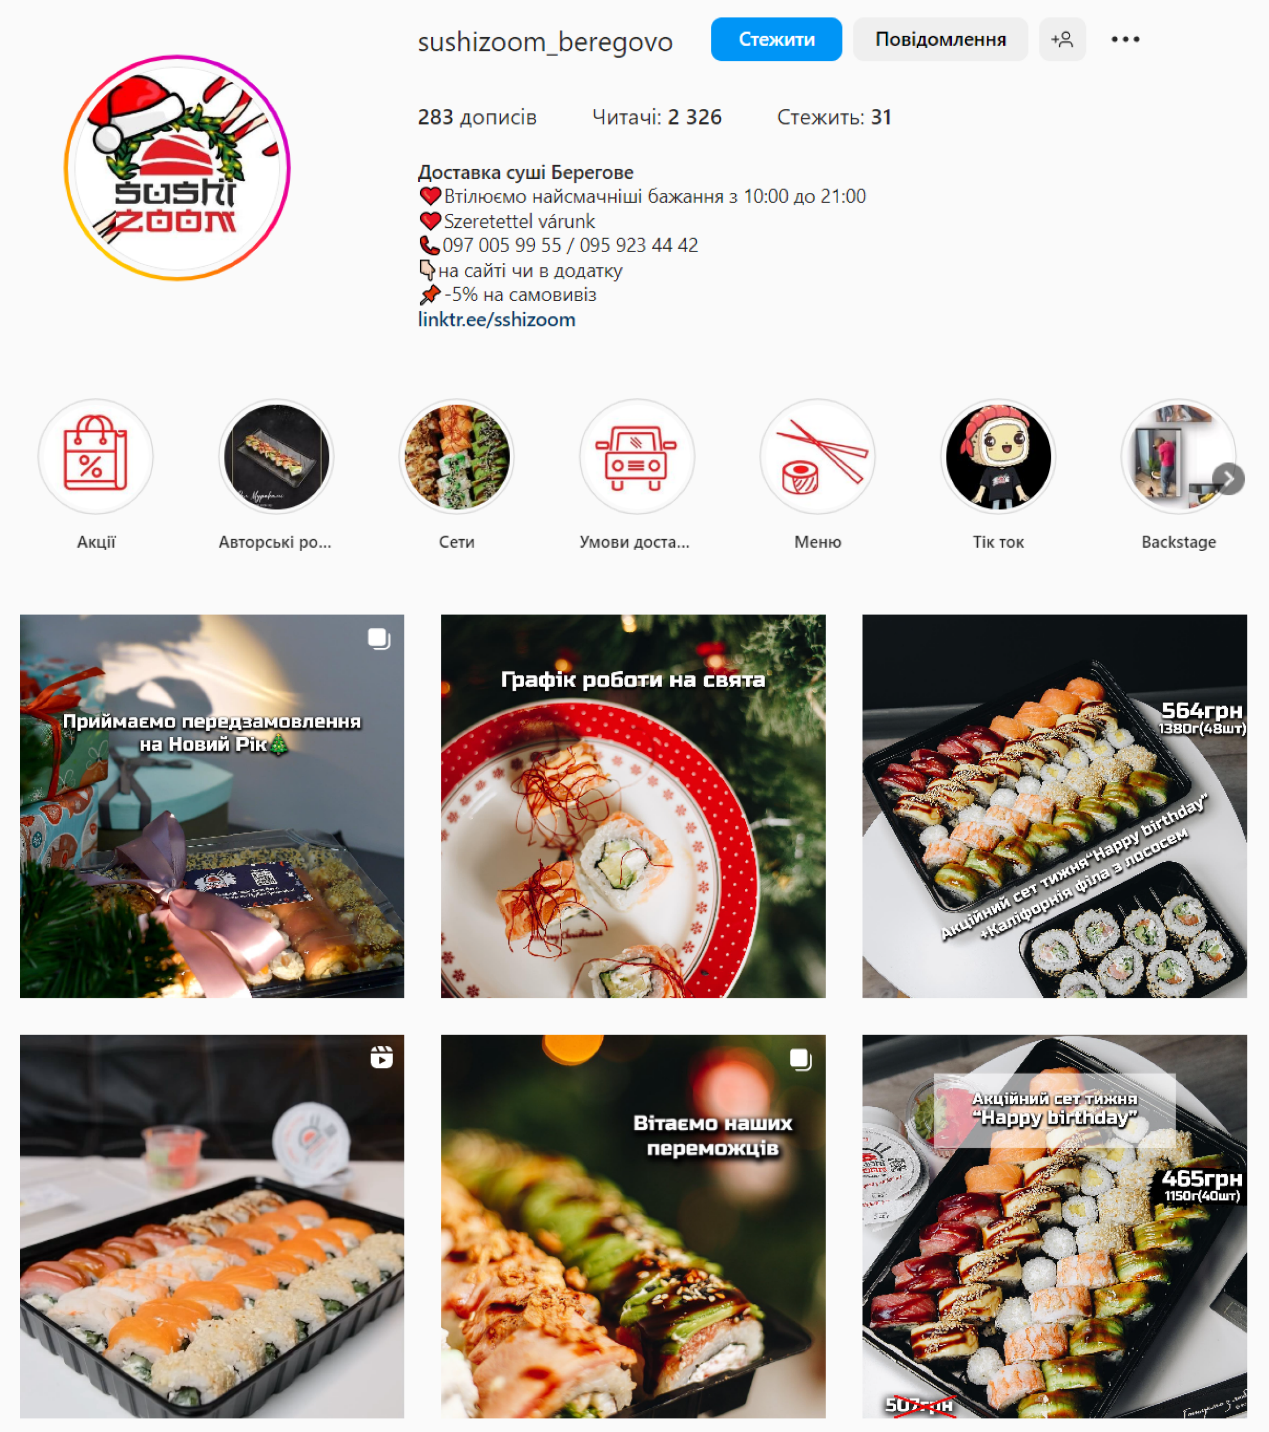 sushizoom_beregovo
Стежити
Повідомлення
283 дописів
Читачі: 2 326
Стежить: 31
SUSHI
ZOOM
Доставка суші Берегове
❤️Втілюємо найсмачніші бажання з 10:00 до 21:00
❤️Szeretettel várunk
📞097 005 99 55 / 095 923 44 42
👇🏻на сайті чи в додатку
📌-5% на самовивіз
linktr.ee/sshizoom
Акції
Авторські ро...
Сети
Умови доста...
Меню
Тік ток
Backstage
Приймаємо передзамовлення
на Новий Рік🎄
Графік роботи на свята
564грн
1380г(48шт)
Акційний сет тижня“Happy birthday”
+Каліфорнія філа з лососем
Вітаємо наших
переможців
Акційний сет тижня
“Happy birthday”
465грн
1150г(40шт)
507грн